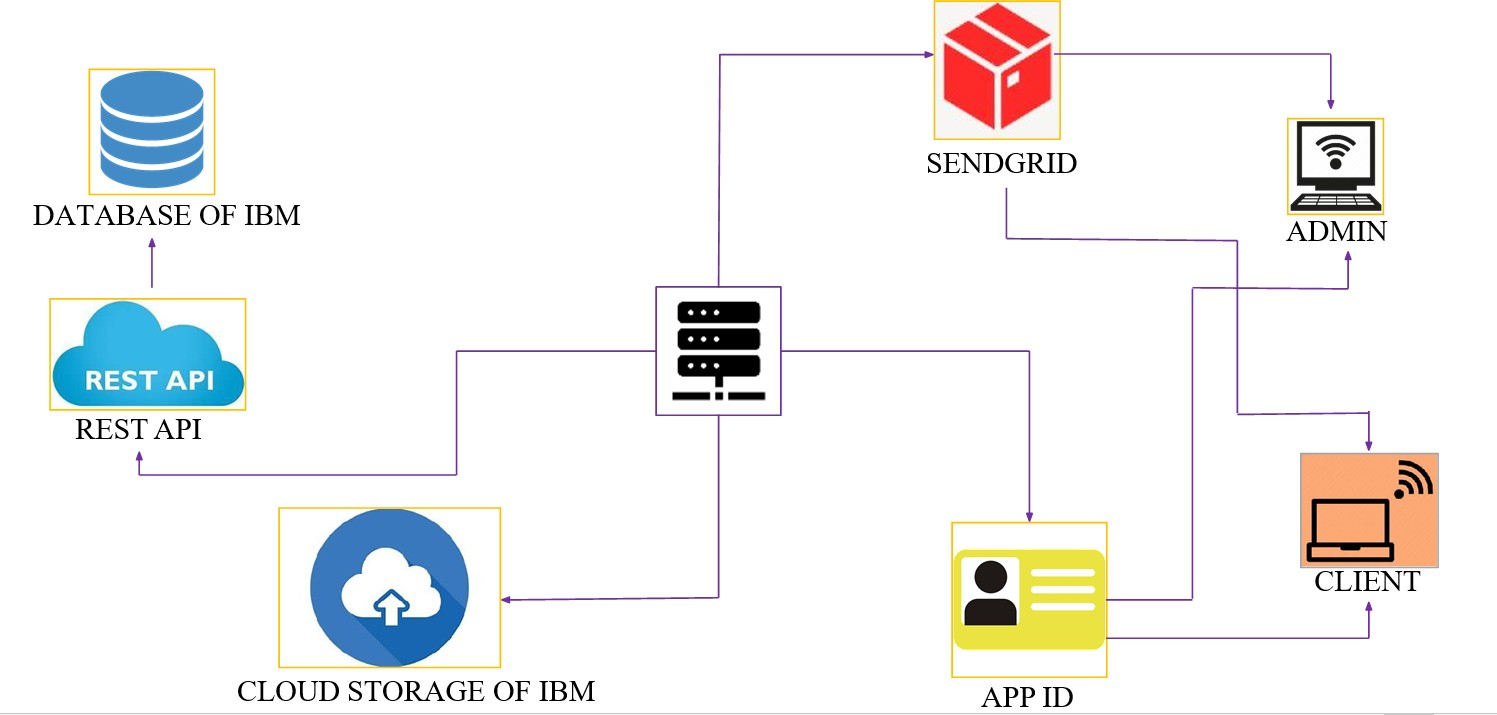 SENDGRID
DATABASE OF IBM
ADMIN
REST API
REST API
CLIENT
CLOUD STORAGE OF IBM
APP ID